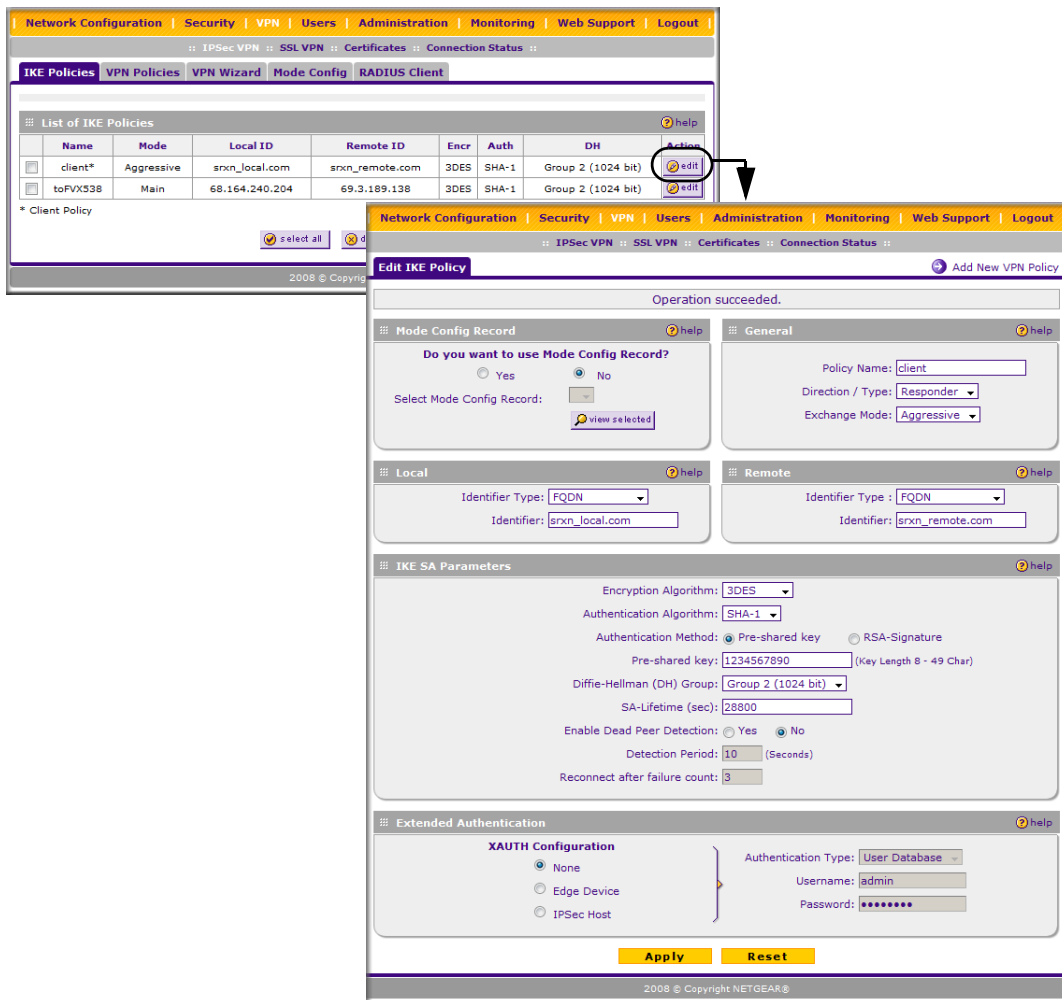 Network Configuration | Security | VPN | Users | Administration | Monitoring | Web Support | Logout |
:: IPSec VPN :: SSL VPN :: Certificates :: Connection Status ::
IKE Policies VPN Policies VPN Wizard Mode Config RADIUS Client
List of IKE Policies help
Name Mode Local ID Remote ID Encr Auth DH Action
client* Aggressive srxn_local.com srxn_remote.com 3DES SHA-1 Group 2 (1024 bit) edit
toFVX538 Main 68.164.240.204 69.3.189.138 3DES SHA-1 Group 2 (1024 bit) edit
* Client Policy
select all d
2008 © Copyrig
Network Configuration | Security | VPN | Users | Administration | Monitoring | Web Support | Logout
:: IPSec VPN :: SSL VPN :: Certificates :: Connection Status ::
Edit IKE Policy Add New VPN Policy
Operation succeeded.
Mode Config Record help
Do you want to use Mode Config Record?
Yes No
Select Mode Config Record:
view selected
General help
Policy Name: client
Direction / Type: Responder
Exchange Mode: Aggressive
Local help
Identifier Type: FQDN
Identifier: srxn_local.com
Remote help
Identifier Type : FQDN
Identifier: srxn_remote.com
IKE SA Parameters help
Encryption Algorithm: 3DES
Authentication Algorithm: SHA-1
Authentication Method: Pre-shared key RSA-Signature
Pre-shared key: 1234567890 (Key Length 8 - 49 Char)
Diffie-Hellman (DH) Group: Group 2 (1024 bit)
SA-Lifetime (sec): 28800
Enable Dead Peer Detection: Yes No
Detection Period: 10 (Seconds)
Reconnect after failure count: 3
Extended Authentication help
XAUTH Configuration
None
Edge Device
IPSec Host
Authentication Type: User Database
Username: admin
Password: ••••••••
Apply Reset
2008 © Copyright NETGEAR®